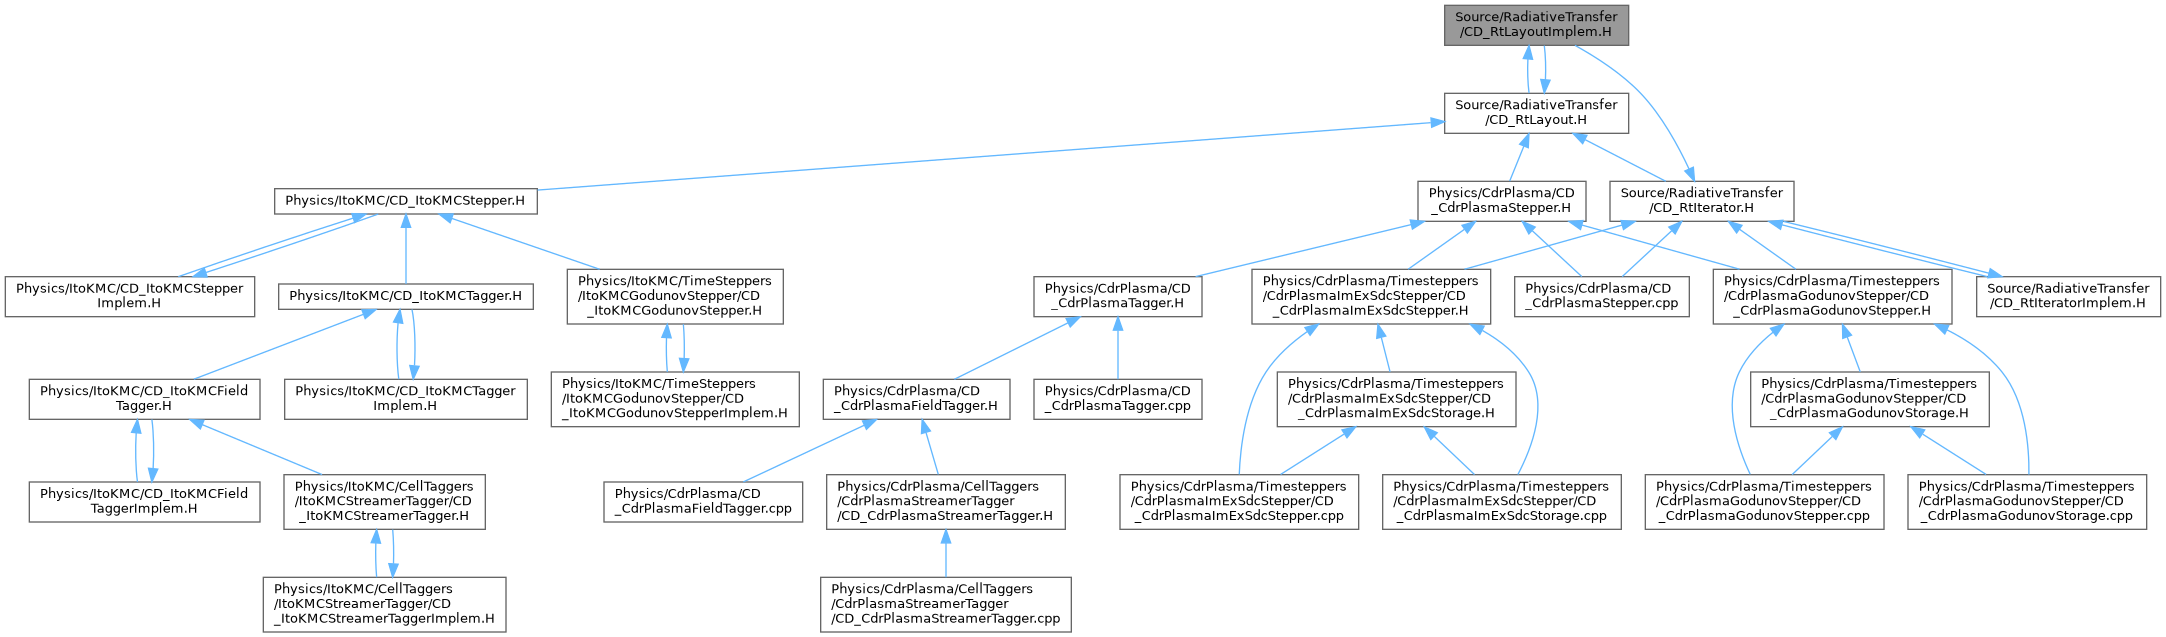 Source/RadiativeTransfer
/CD_RtLayoutImplem.H
Source/RadiativeTransfer
/CD_RtLayout.H
Physics/ItoKMC/CD_ItoKMCStepper.H
Physics/CdrPlasma/CD
_CdrPlasmaStepper.H
Source/RadiativeTransfer
/CD_RtIterator.H
Physics/ItoKMC/CD_ItoKMCStepper
Implem.H
Physics/ItoKMC/CD_ItoKMCTagger.H
Physics/ItoKMC/TimeSteppers
/ItoKMCGodunovStepper/CD
_ItoKMCGodunovStepper.H
Physics/CdrPlasma/CD
_CdrPlasmaTagger.H
Physics/CdrPlasma/Timesteppers
/CdrPlasmaImExSdcStepper/CD
_CdrPlasmaImExSdcStepper.H
Physics/CdrPlasma/CD
_CdrPlasmaStepper.cpp
Physics/CdrPlasma/Timesteppers
/CdrPlasmaGodunovStepper/CD
_CdrPlasmaGodunovStepper.H
Source/RadiativeTransfer
/CD_RtIteratorImplem.H
Physics/ItoKMC/CD_ItoKMCField
Tagger.H
Physics/ItoKMC/CD_ItoKMCTagger
Implem.H
Physics/ItoKMC/TimeSteppers
/ItoKMCGodunovStepper/CD
_ItoKMCGodunovStepperImplem.H
Physics/CdrPlasma/CD
_CdrPlasmaFieldTagger.H
Physics/CdrPlasma/CD
_CdrPlasmaTagger.cpp
Physics/CdrPlasma/Timesteppers
/CdrPlasmaImExSdcStepper/CD
_CdrPlasmaImExSdcStorage.H
Physics/CdrPlasma/Timesteppers
/CdrPlasmaGodunovStepper/CD
_CdrPlasmaGodunovStorage.H
Physics/ItoKMC/CD_ItoKMCField
TaggerImplem.H
Physics/ItoKMC/CellTaggers
/ItoKMCStreamerTagger/CD
_ItoKMCStreamerTagger.H
Physics/CdrPlasma/CD
_CdrPlasmaFieldTagger.cpp
Physics/CdrPlasma/CellTaggers
/CdrPlasmaStreamerTagger
/CD_CdrPlasmaStreamerTagger.H
Physics/CdrPlasma/Timesteppers
/CdrPlasmaImExSdcStepper/CD
_CdrPlasmaImExSdcStepper.cpp
Physics/CdrPlasma/Timesteppers
/CdrPlasmaImExSdcStepper/CD
_CdrPlasmaImExSdcStorage.cpp
Physics/CdrPlasma/Timesteppers
/CdrPlasmaGodunovStepper/CD
_CdrPlasmaGodunovStepper.cpp
Physics/CdrPlasma/Timesteppers
/CdrPlasmaGodunovStepper/CD
_CdrPlasmaGodunovStorage.cpp
Physics/ItoKMC/CellTaggers
/ItoKMCStreamerTagger/CD
_ItoKMCStreamerTaggerImplem.H
Physics/CdrPlasma/CellTaggers
/CdrPlasmaStreamerTagger
/CD_CdrPlasmaStreamerTagger.cpp